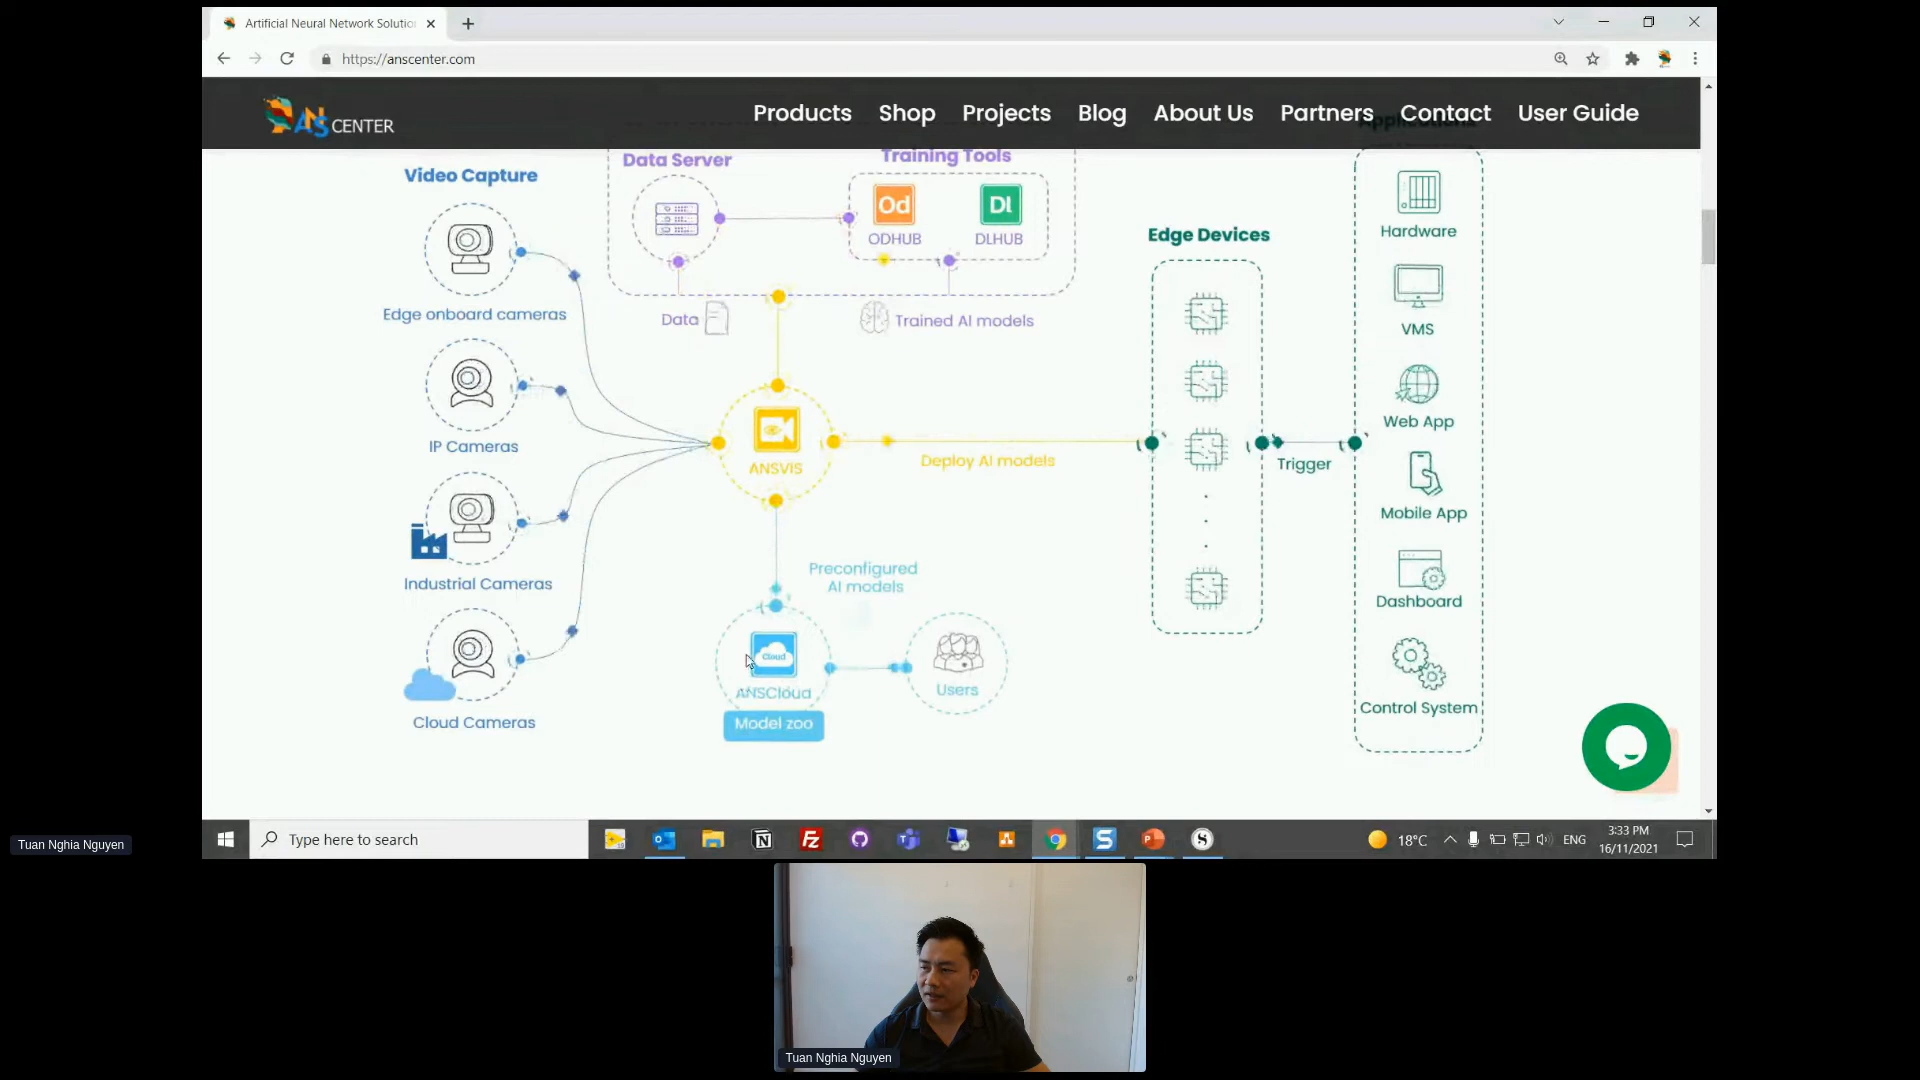 Artificial Neural Network Solutio
https://anscenter.com
ANS CENTER
Products Shop Projects Blog About Us Partners Contact User Guide
Applications
Data Server
Training Tools
Video Capture
Od
Dl
ODHUB
DLHUB
Edge Devices
Hardware
Edge onboard cameras
Data
Trained AI models
VMS
IP Cameras
ANSVIS
Deploy AI models
Trigger
Web App
Mobile App
Industrial Cameras
Preconfigured
AI models
Dashboard
Cloud
ANSCloud
Users
Model zoo
Cloud Cameras
Control System
Type here to search
18°C
ENG
3:33 PM
16/11/2021
Tuan Nghia Nguyen
Tuan Nghia Nguyen